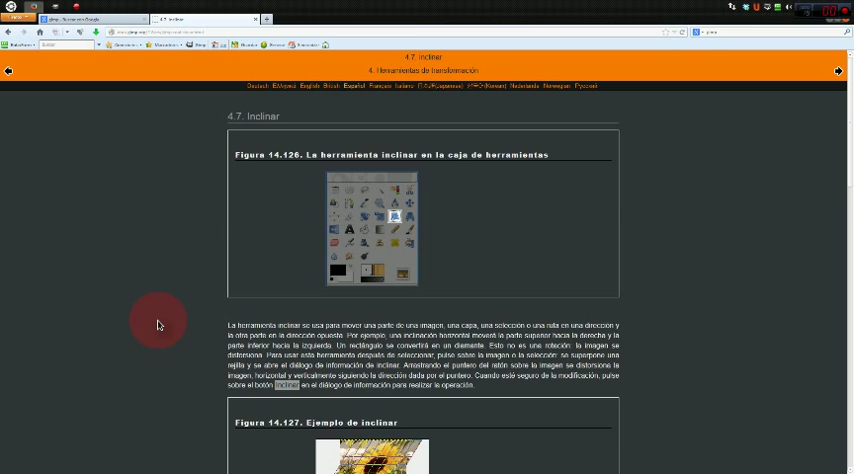 4.7. Inclinar
4.7. Inclinar
4. Herramientas de transformación
Deutsch Ελληνικά English British Español Français Italiano 日本語(Japanese) 한국어(Korean) Nederlands Norwegian Русский
4.7. Inclinar
Figura 14.126. La herramienta inclinar en la caja de herramientas
La herramienta inclinar se usa para mover una parte de una imagen, una capa, una selección o una ruta en una dirección y
la otra parte en la dirección opuesta. Por ejemplo, una inclinación horizontal moverá la parte superior hacia la derecha y la
parte inferior hacia la izquierda. Un rectángulo se convertirá en un diamante. Esto no es una rotación: la imagen se
distorsiona. Para usar esta herramienta después de seleccionar, pulse sobre la imagen o la selección: se superpone una
rejilla y se abre el diálogo de información de inclinar. Arrastrando el puntero del ratón sobre la imagen se distorsiona la
imagen, horizontal y verticalmente siguiendo la dirección dada por el puntero. Cuando esté seguro de la modificación, pulse
sobre el botón Inclinar en el diálogo de información para realizar la operación.
Figura 14.127. Ejemplo de inclinar